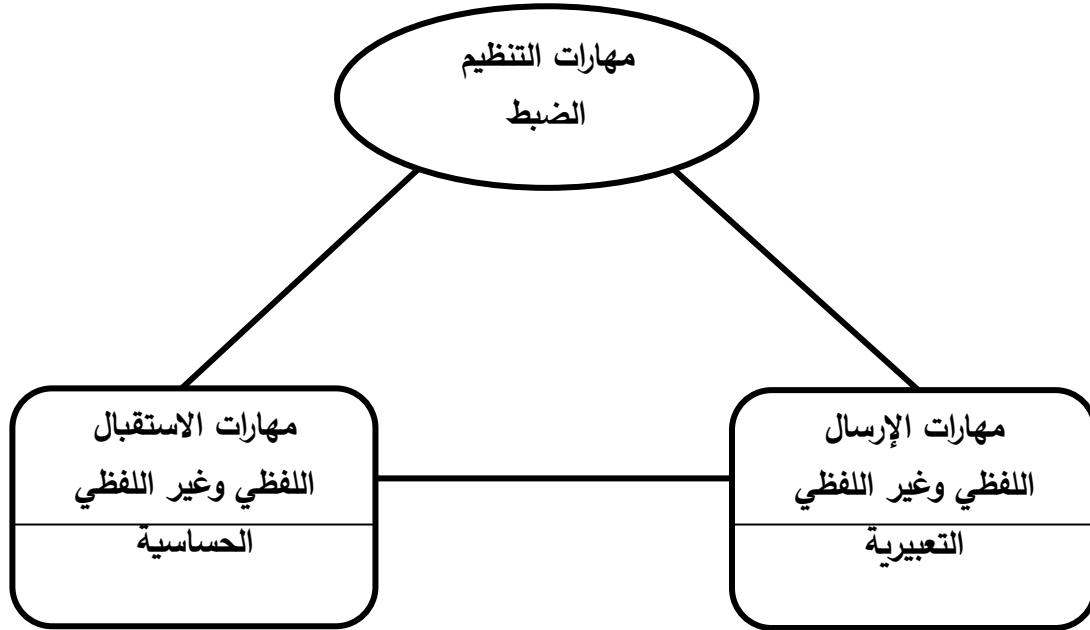 مهارات التنظيم
الضبط
مهارات الإرسال
اللفظي وغير اللفظي
التعبيرية
مهارات الاستقبال
اللفظي وغير اللفظي
الحساسية